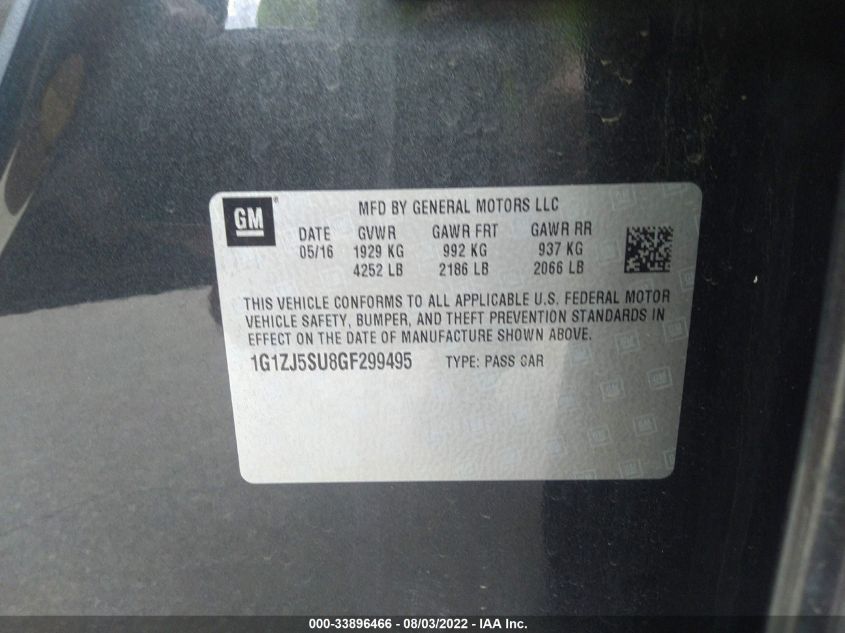 GM
MFD BY GENERAL MOTORS LLC
DATE GVWR GAWR FRT GAWR RR
05/16 1929 KG 992 KG 937 KG
4252 LB 2186 LB 2066 LB
THIS VEHICLE CONFORMS TO ALL APPLICABLE U.S. FEDERAL MOTOR
VEHICLE SAFETY, BUMPER, AND THEFT PREVENTION STANDARDS IN
EFFECT ON THE DATE OF MANUFACTURE SHOWN ABOVE.
1G1ZJ5SU8GF299495 TYPE: PASS CAR
000-33896466 - 08/03/2022 - IAA Inc.